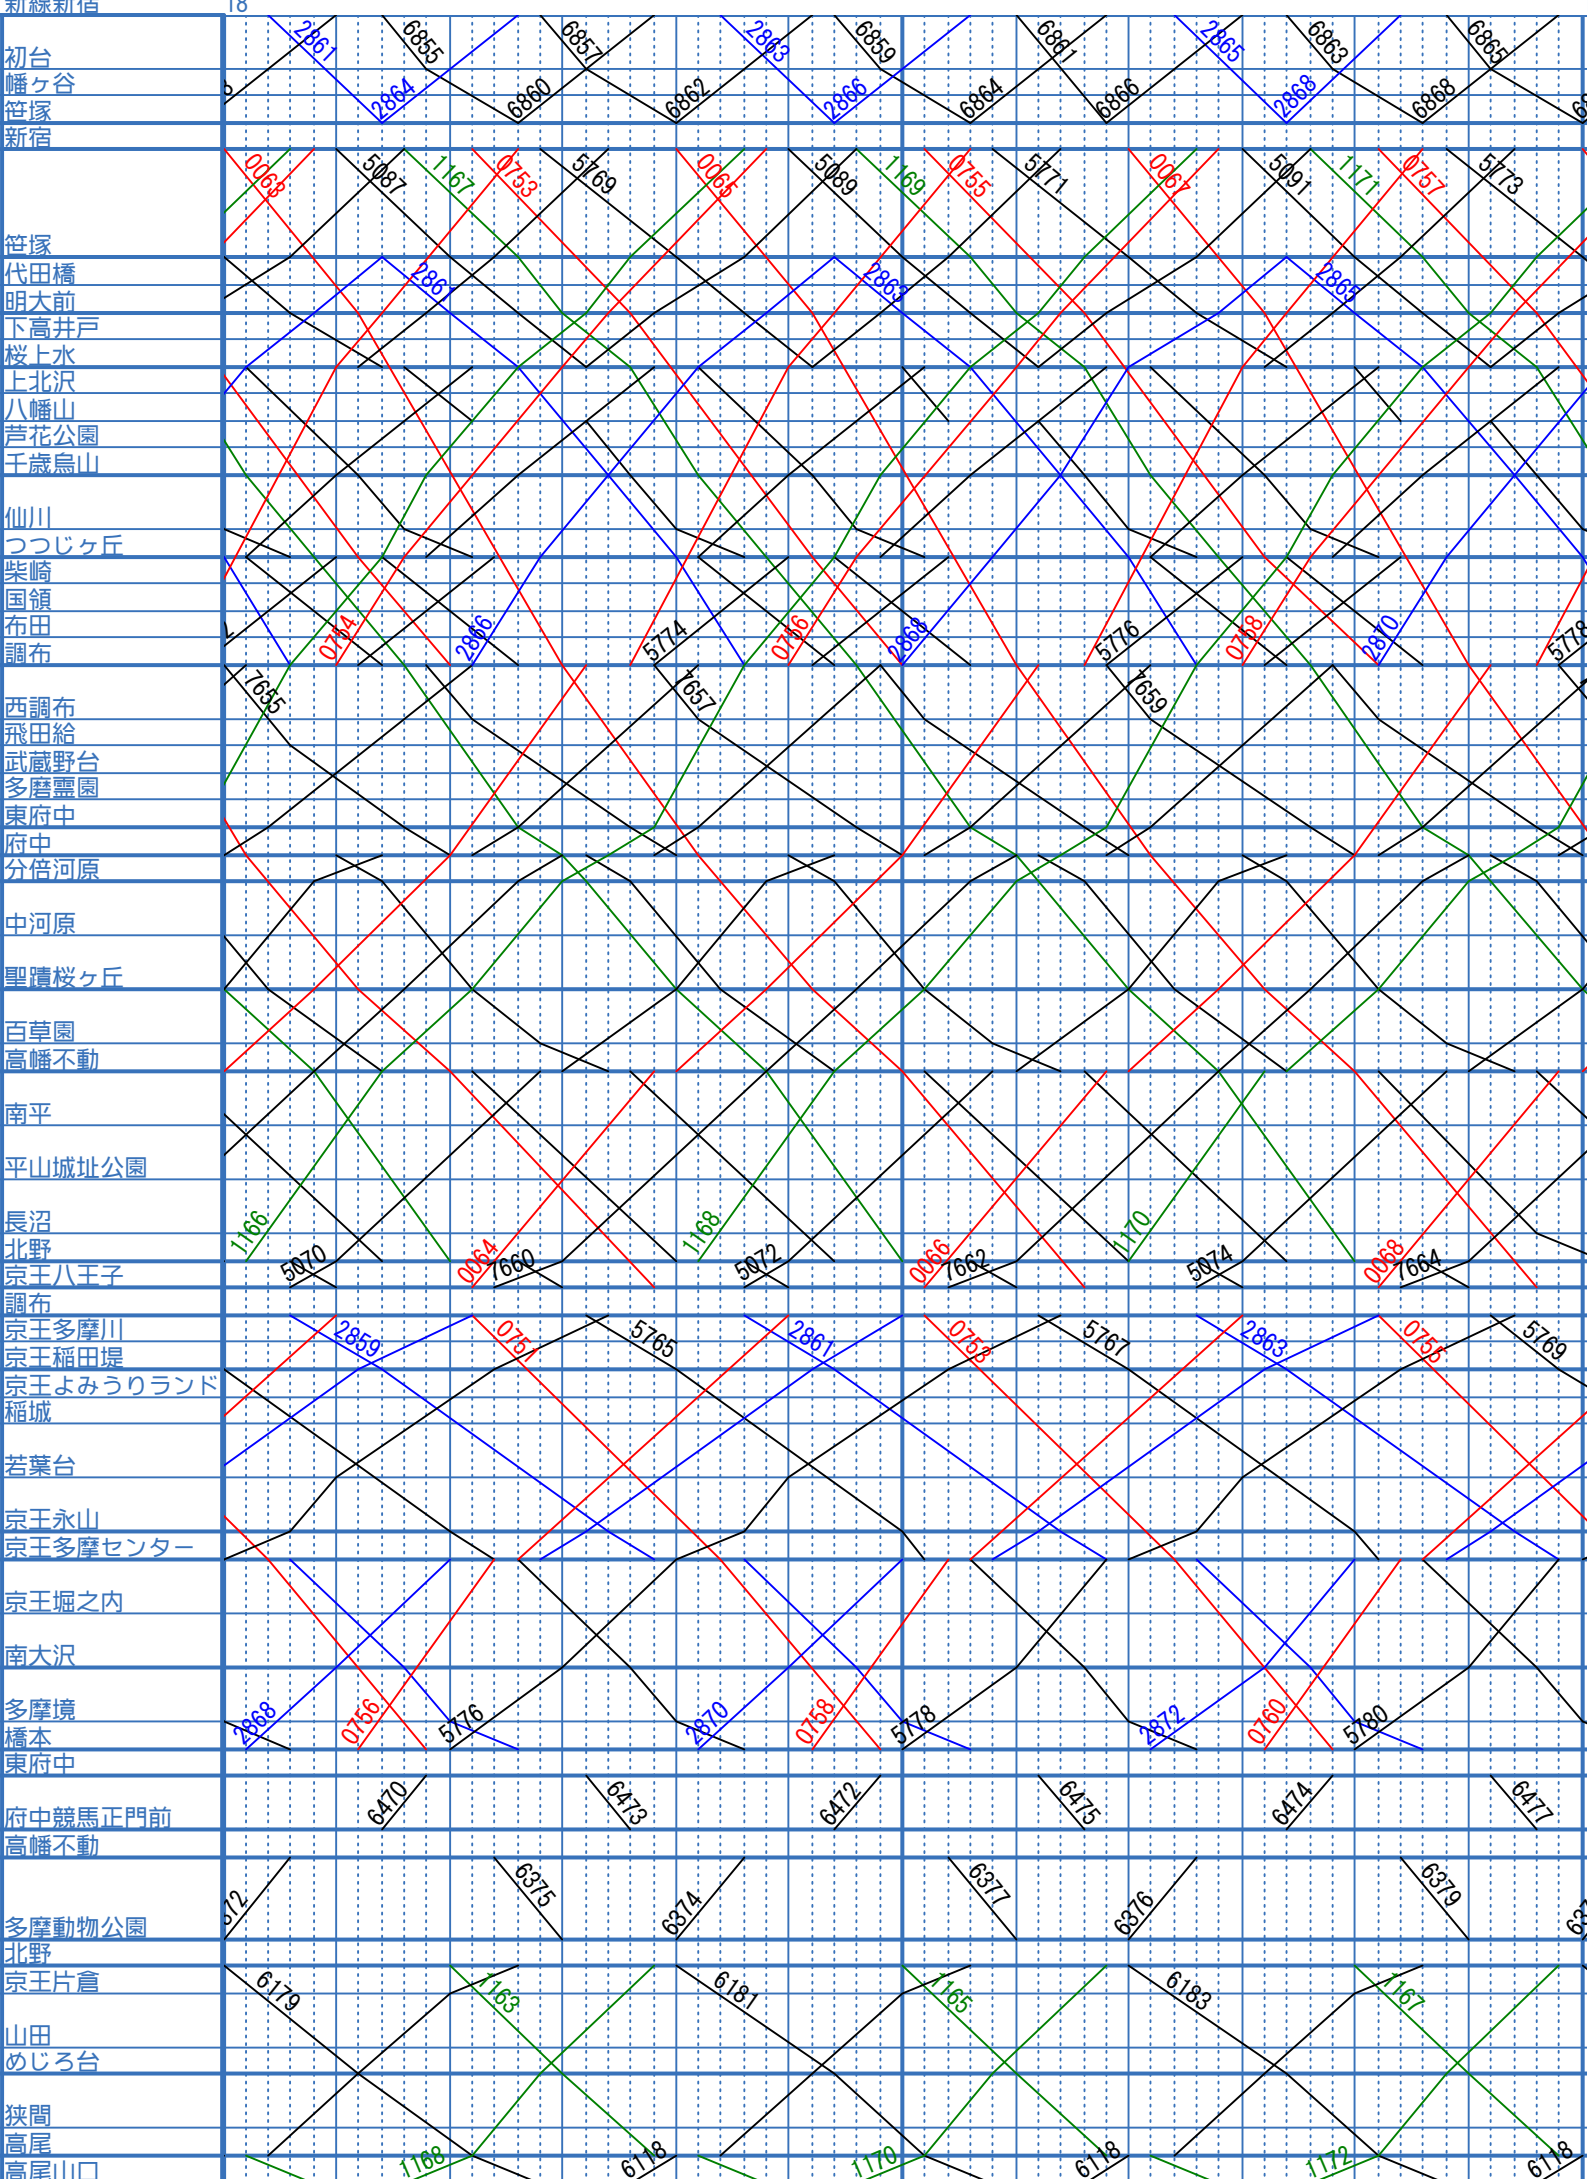 新線新宿 18
2861 6855 6857 2863 6859 6861 2865 6863 6865
初台
幡ヶ谷
2864 6860 6862 2866 6864 6866 2868 6868
笹塚
新宿
0063 5087 1167 0753 5769 0065 5089 1169 0755 5771 0067 5091 1171 0757 5773
笹塚
代田橋
2861 2863 2865
明大前
下高井戸
桜上水
上北沢
八幡山
芦花公園
千歳烏山
仙川
つつじヶ丘
柴崎
国領
布田
0754 2866 5774 0756 2868 5776 0758 2870 5778
調布
7655 7657 7659
西調布
飛田給
武蔵野台
多磨霊園
東府中
府中
分倍河原
中河原
聖蹟桜ヶ丘
百草園
高幡不動
南平
平山城址公園
長沼
1166 1168 1170
北野
5070 0064 7660 5072 0066 7662 5074 0068 7664
京王八王子
調布
京王多摩川
2859 0751 5765 2861 0753 5767 2863 0755 5769
京王稲田堤
京王よみうりランド
稲城
若葉台
京王永山
京王多摩センター
京王堀之内
南大沢
多摩境
2868 0756 5776 2870 0758 5778 2872 0760 5780
橋本
東府中
6470 6473 6472 6475 6474 6477
府中競馬正門前
高幡不動
6375 6374 6377 6376 6379
多摩動物公園
北野
京王片倉
6179 1163 6181 1165 6183 1167
山田
めじろ台
狭間
高尾
1168 6118 1170 6118 1172 6118
高尾山口